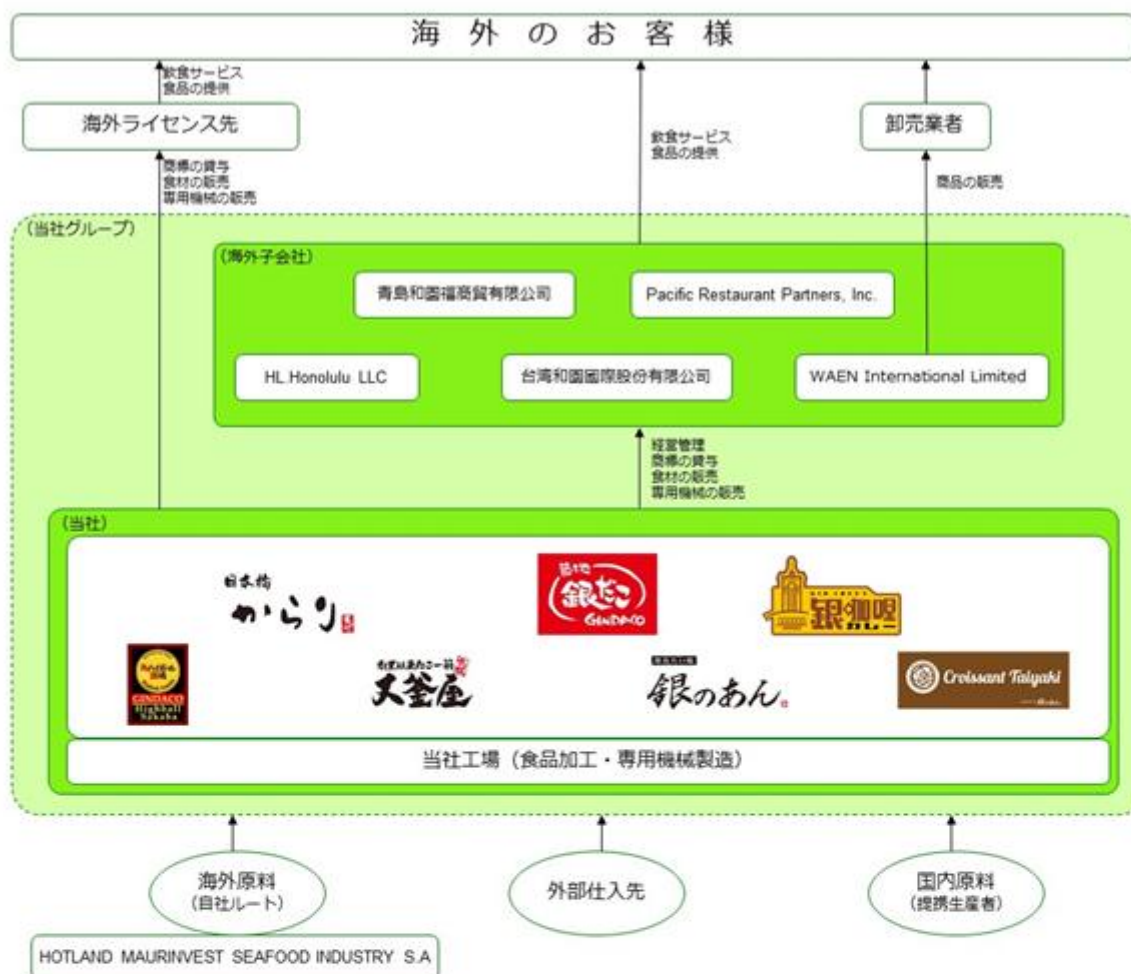 海外のお客様
飲食サービス
食品の提供
海外ライセンス先
卸売業者
飲食サービス
食品の提供
商標の貸与
食材の販売
専用機械の販売
商品の販売
（当社グループ）
（海外子会社）
青島和園福商貿有限公司
Pacific Restaurant Partners, Inc.
HL Honolulu LLC
台湾和園國際股份有限公司
WAEN International Limited
経営管理
商標の貸与
食材の販売
専用機械の販売
（当社）
日本橋
からり
築地
銀だこ
GINDACO
銀カレー
GINDACO
Highball
Sakaba
又釜屋
銀のあん
Croissant Taiyaki
当社工場（食品加工・専用機械製造）
海外原料
（自社ルート）
外部仕入先
国内原料
（提携生産者）
HOTLAND MAURINVEST SEAFOOD INDUSTRY S.A